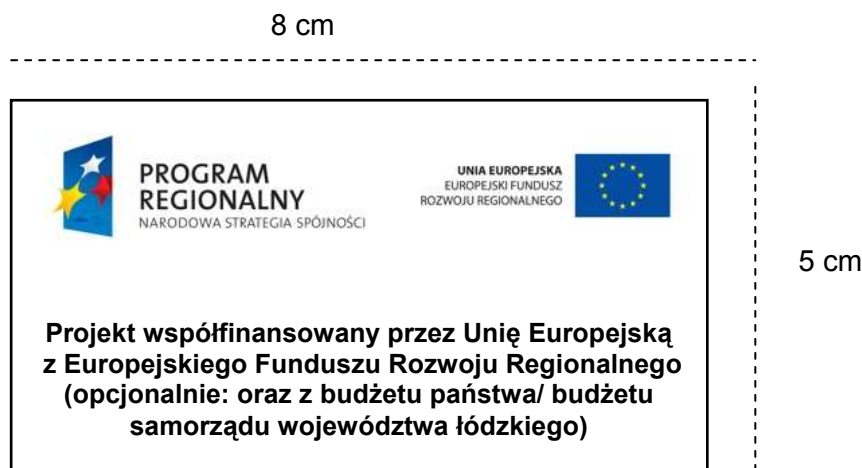 8 cm
PROGRAM
REGIONALNY
NARODOWA STRATEGIA SPÓJNOŚCI
UNIA EUROPEJSKA
EUROPEJSKI FUNDUSZ
ROZWOJU REGIONALNEGO
5 cm
Projekt współfinansowany przez Unię Europejską
z Europejskiego Funduszu Rozwoju Regionalnego
(opcjonalnie: oraz z budżetu państwa/ budżetu
samorządu województwa łódzkiego)